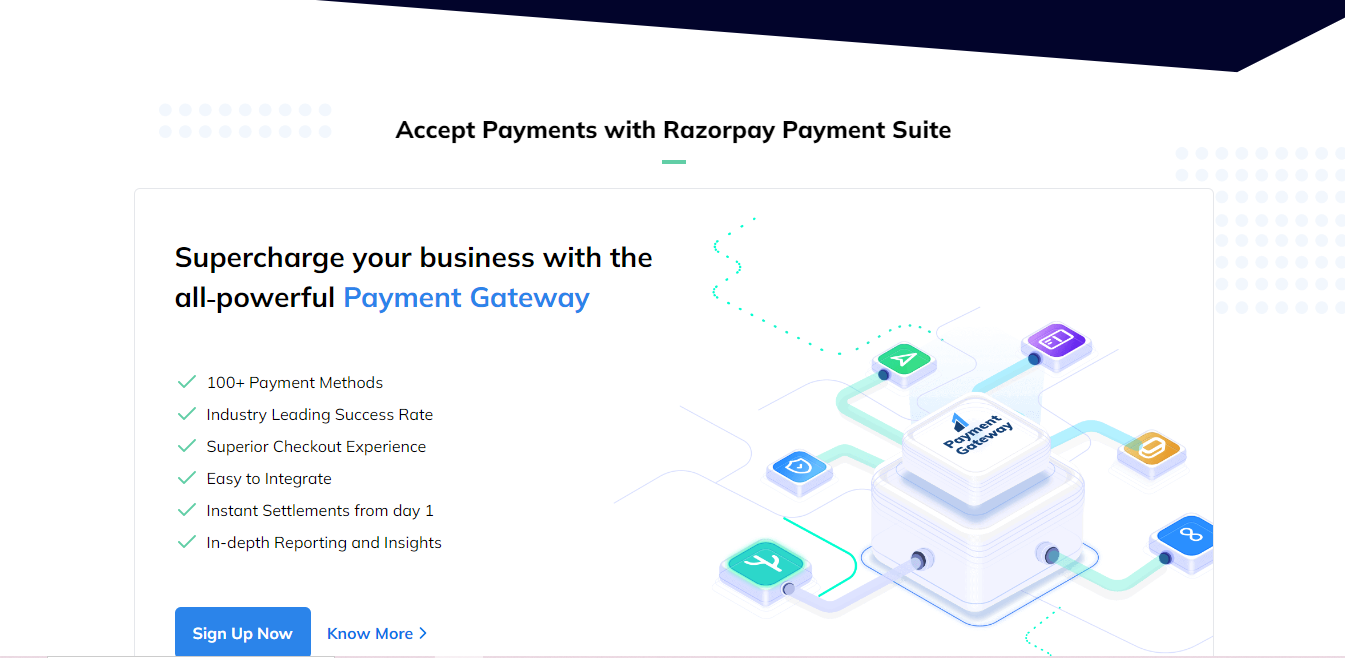 Accept Payments with Razorpay Payment Suite
Supercharge your business with the
all-powerful Payment Gateway
100+ Payment Methods
Industry Leading Success Rate
Superior Checkout Experience
Easy to Integrate
Instant Settlements from day 1
In-depth Reporting and Insights
Sign Up Now
Know More
Payment
Gateway